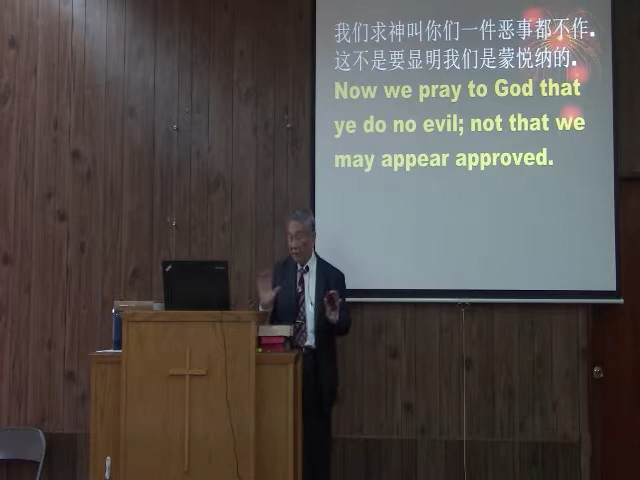 我们求神叫你们一件恶事都不作.
这不是要显明我们是蒙悦纳的.
Now we pray to God that
ye do no evil; not that we
may appear approved.